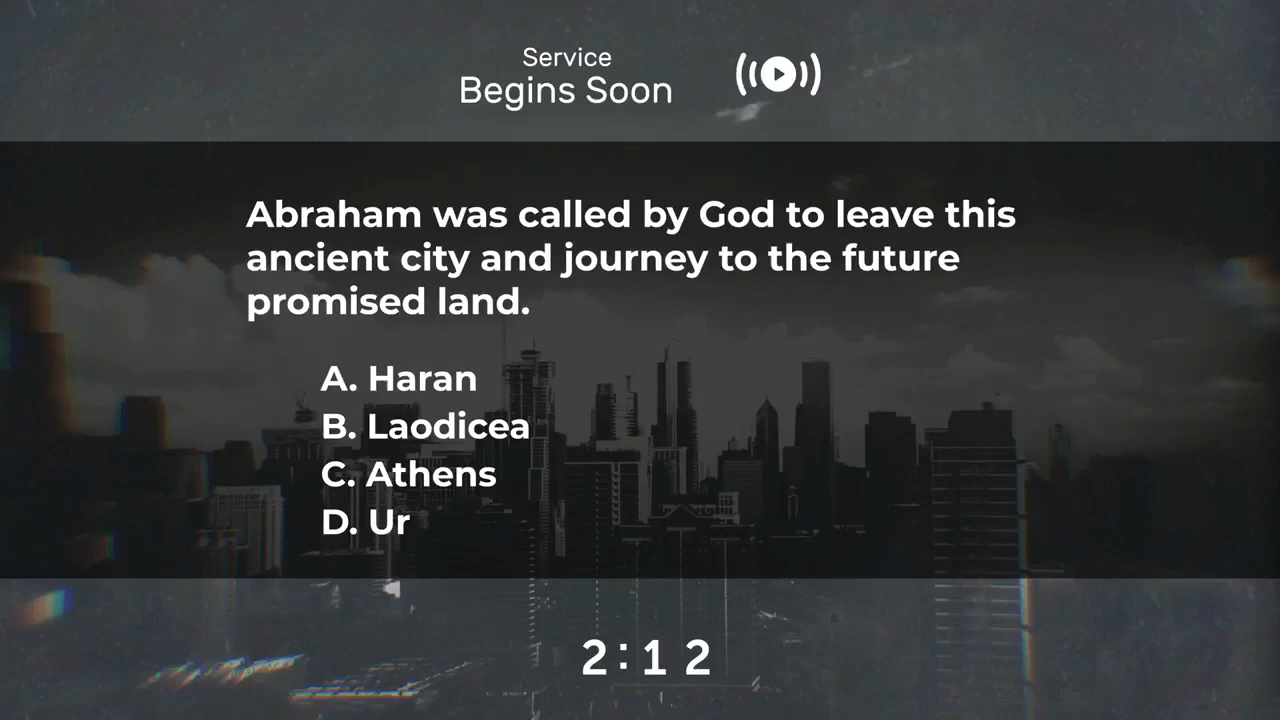 Service
Begins Soon
Abraham was called by God to leave this
ancient city and journey to the future
promised land.
A. Haran
B. Laodicea
C. Athens
D. Ur
2:12